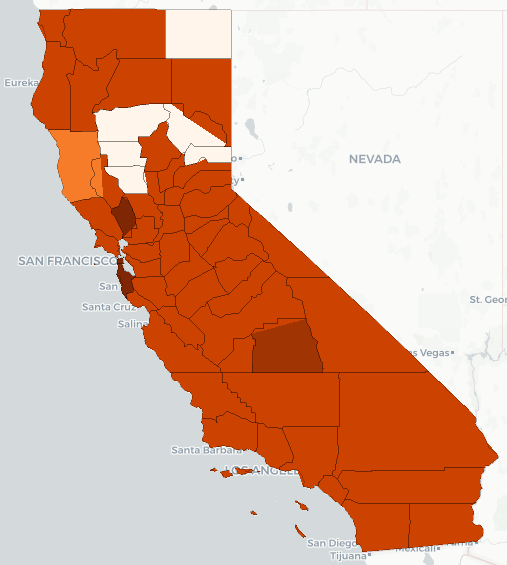 Eureka
NEVADA
SAN FRANCISCO
San
Santa Cruz
St. Geor
Salin
as Vegas
Santa Barbara
LOS ANGEL
San Diego
Mexicali
Tijuana